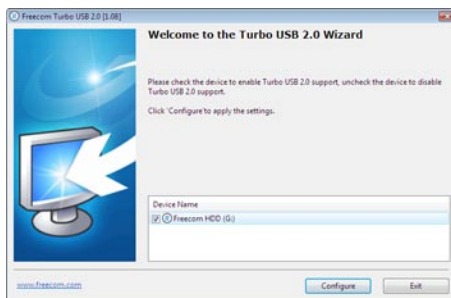 Freecom Turbo USB 2.0 [1.08]
Welcome to the Turbo USB 2.0 Wizard
Please check the device to enable Turbo USB 2.0 support, uncheck the device to disable
Turbo USB 2.0 support.
Click 'Configure' to apply the settings.
Device Name
Freecom HDD (G:)
www.freecom.com
Configure
Exit